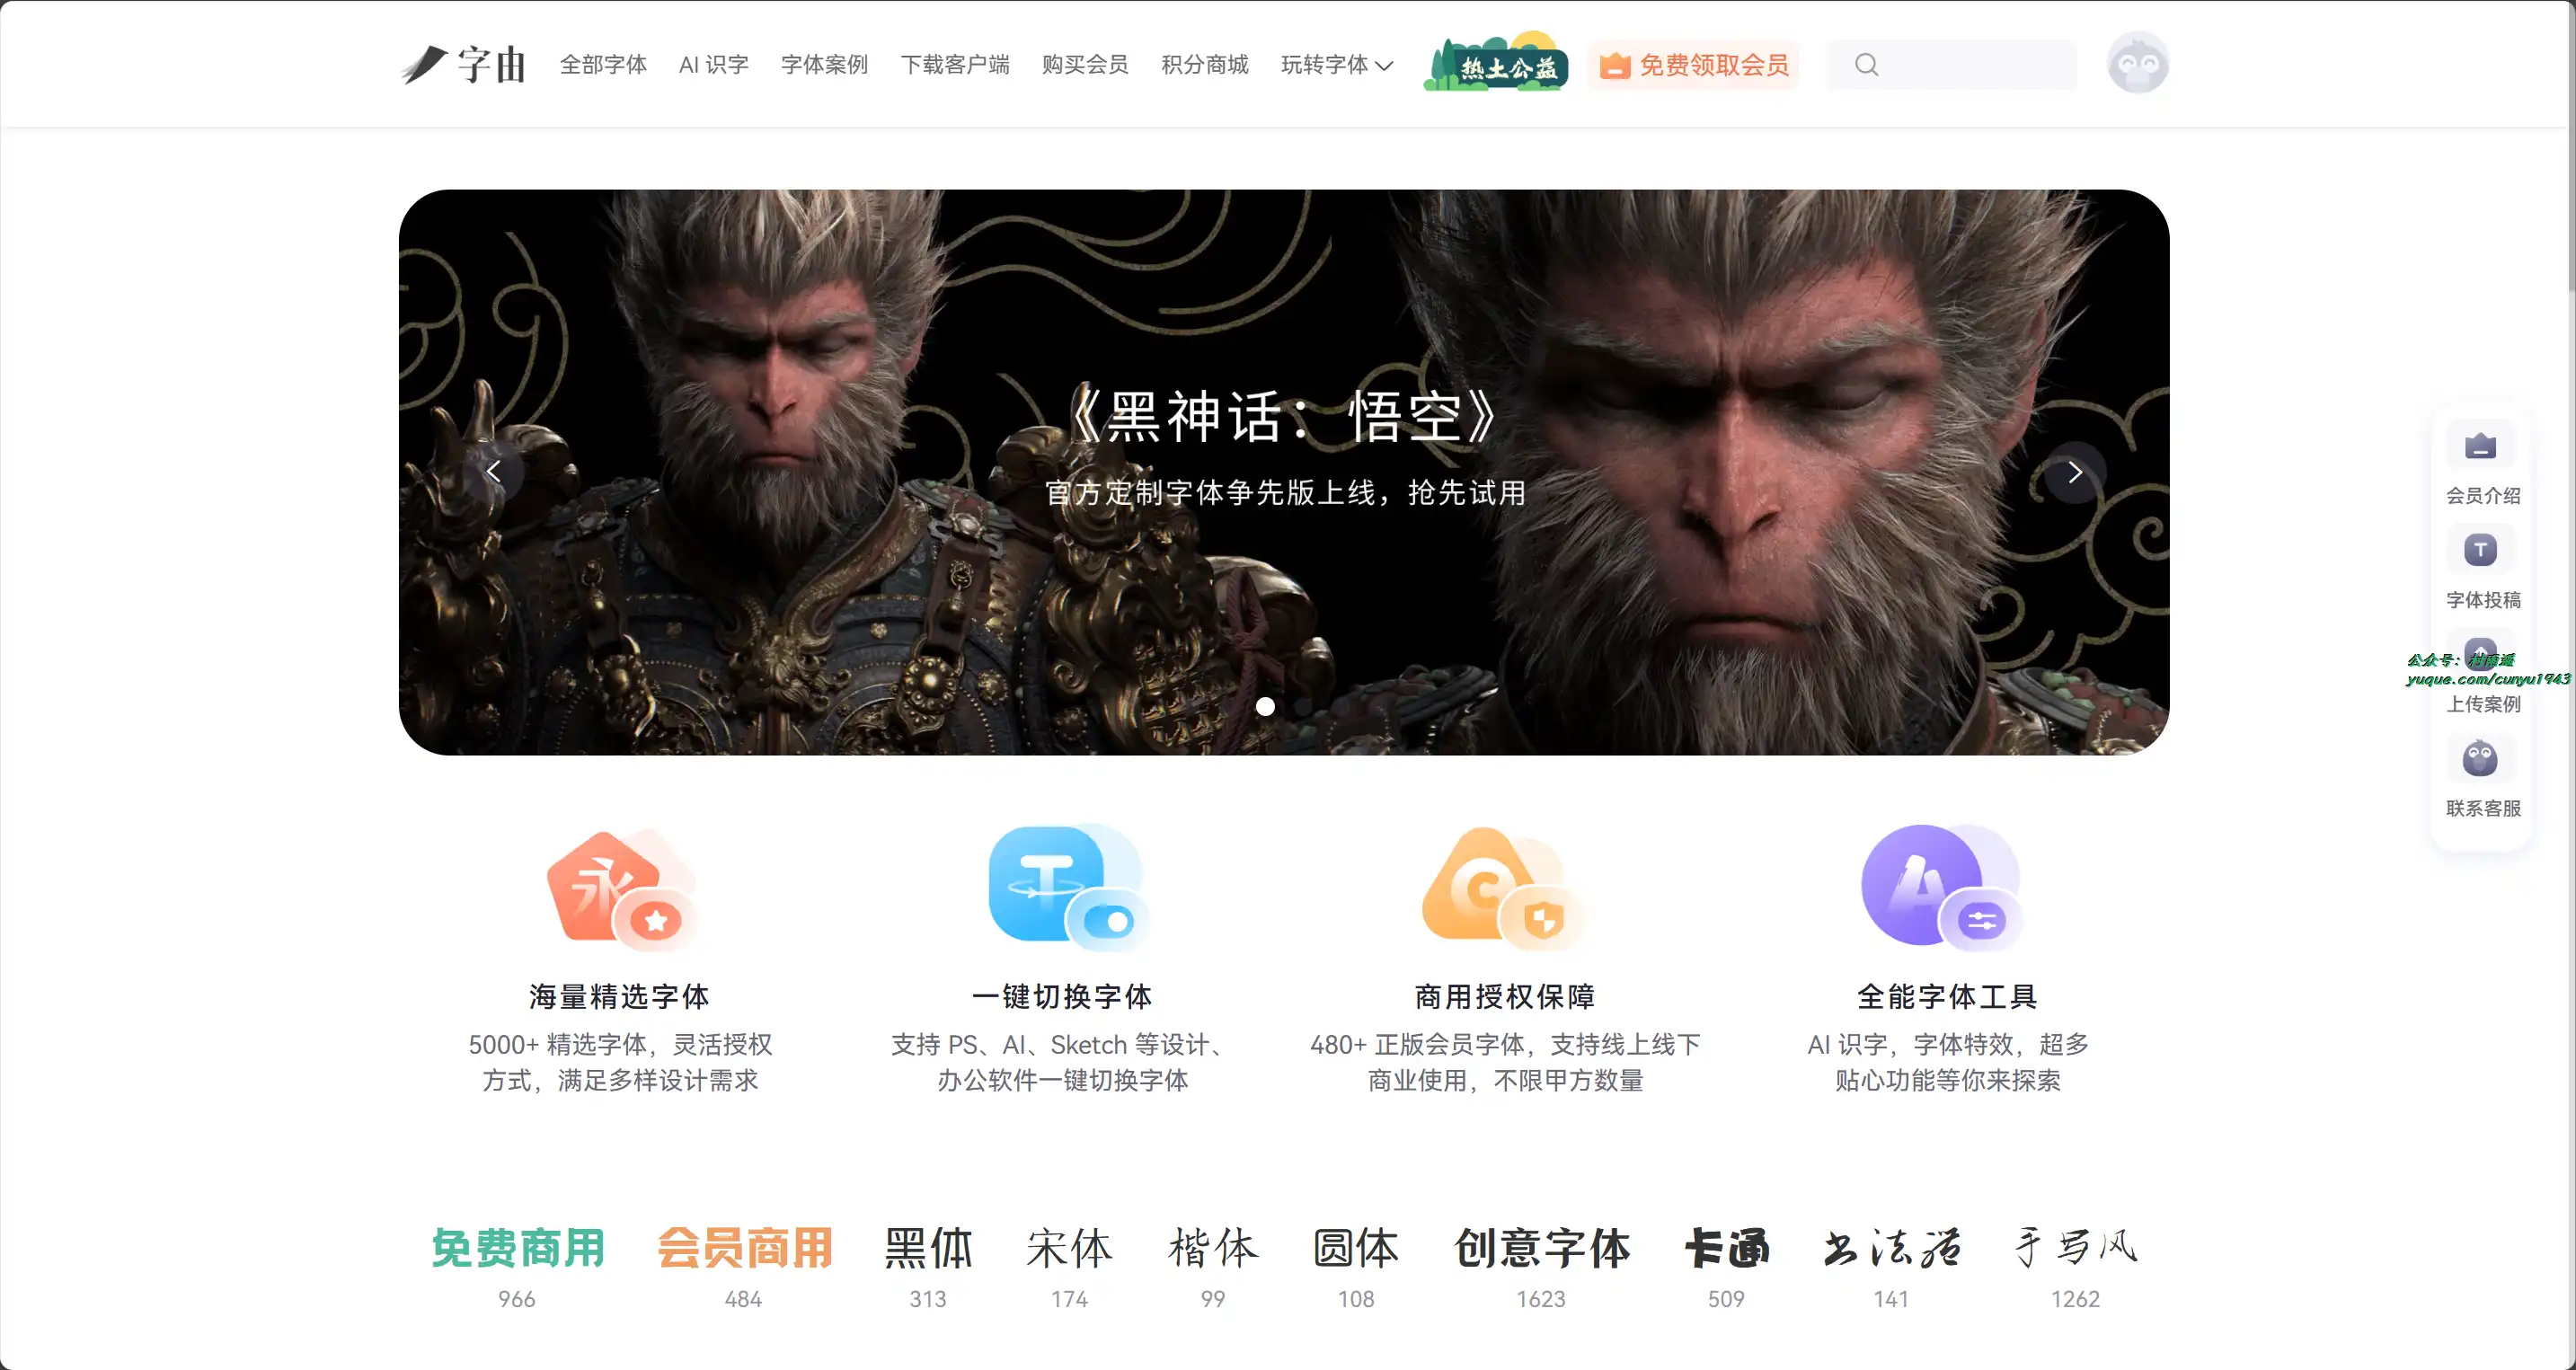 字由 全部字体 AI 识字 字体案例 下载客户端 购买会员 积分商城 玩转字体 热土公益 免费领取会员
《黑神话：悟空》
官方定制字体争先版上线，抢先试用
会员介绍
T
字体投稿
公众号：村雨遥
yuque.com/cunyu1943
上传案例
联系客服
永 T C A
海量精选字体
5000+ 精选字体，灵活授权
方式，满足多样设计需求
一键切换字体
支持 PS、AI、Sketch 等设计、
办公软件一键切换字体
商用授权保障
480+ 正版会员字体，支持线上线下
商业使用，不限甲方数量
全能字体工具
AI 识字，字体特效，超多
贴心功能等你来探索
免费商用 会员商用 黑体 宋体 楷体 圆体 创意字体 卡通 书法体 手写风
966 484 313 174 99 108 1623 509 141 1262